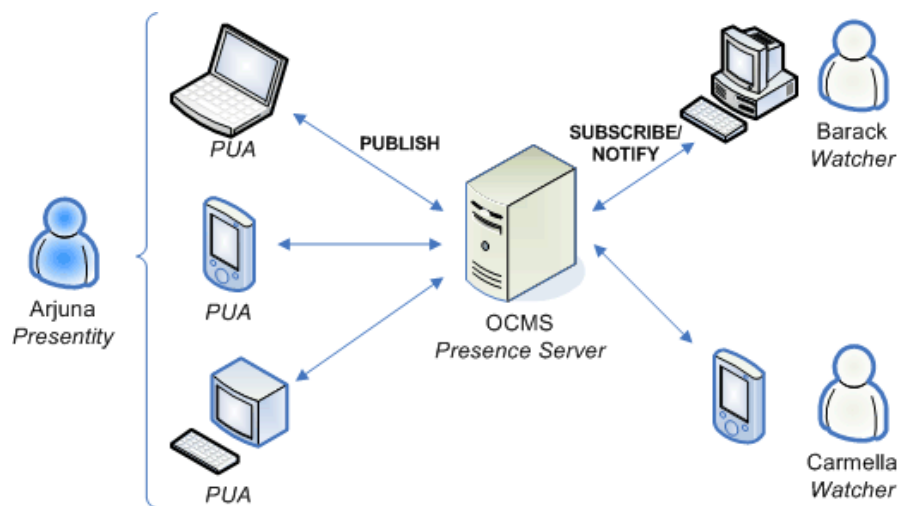 PUA
PUBLISH
SUBSCRIBE/
NOTIFY
Barack
Watcher
Arjuna
Presentity
PUA
OCMS
Presence Server
PUA
Carmella
Watcher